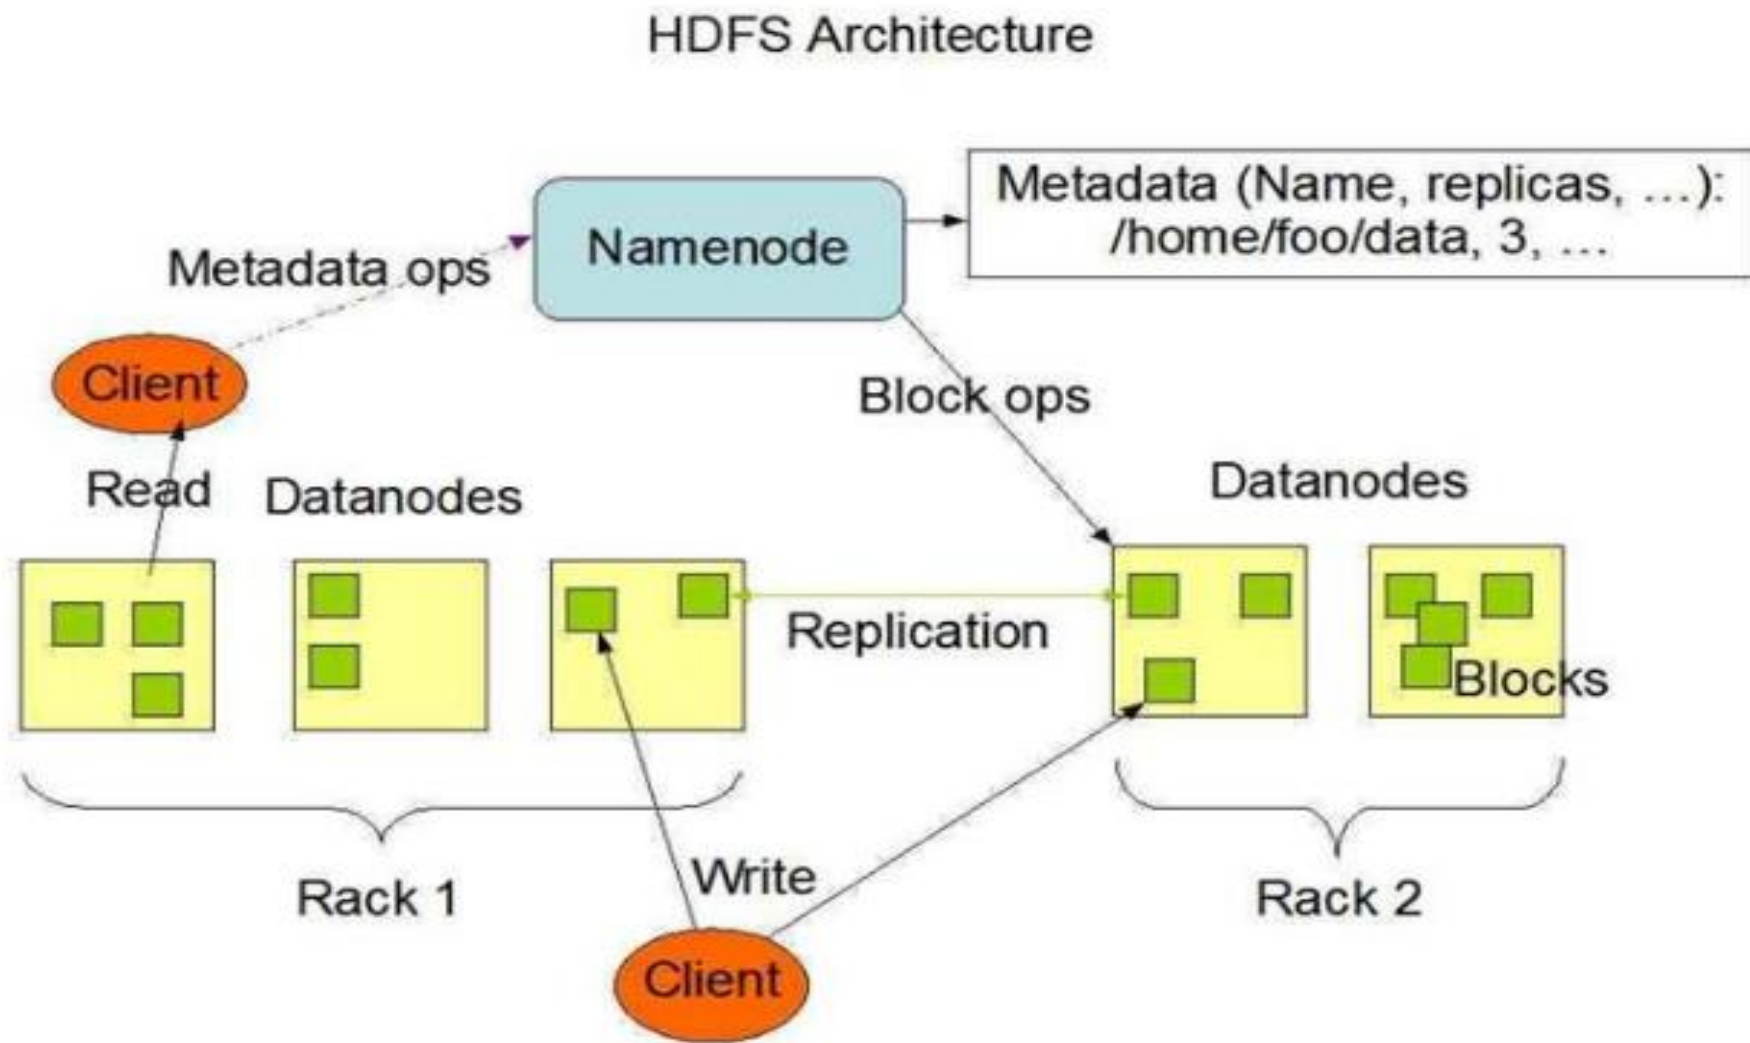 HDFS Architecture
Metadata (Name, replicas, ...):
/home/foo/data, 3, ...
Namenode
Metadata ops
Client
Block ops
Read
Datanodes
Datanodes
Replication
Blocks
Rack 1
Write
Rack 2
Client